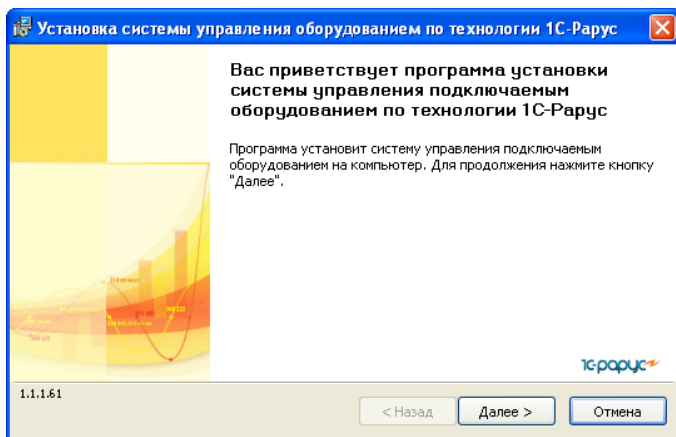 Установка системы управления оборудованием по технологии 1С-Рарус
Вас приветствует программа установки
системы управления подключаемым
оборудованием по технологии 1С-Рарус
Программа установит систему управления подключаемым
оборудованием на компьютер. Для продолжения нажмите кнопку
"Далее".
1С-рарус
1.1.1.61
< Назад
Далее >
Отмена